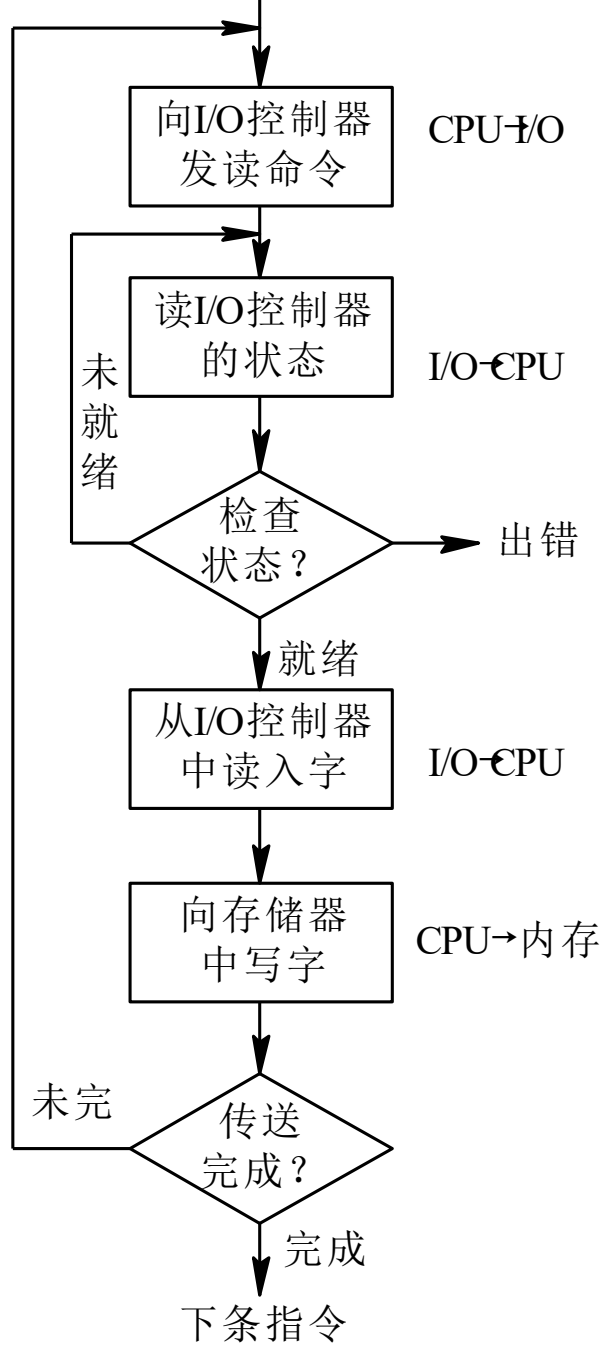 向I/O控制器
发读命令
CPU→I/O
读I/O控制器
的状态
I/O→CPU
未
就
绪
检查
状态？
出错
就绪
从I/O控制器
中读入字
I/O→CPU
向存储器
中写字
CPU→内存
未完
传送
完成？
完成
下条指令